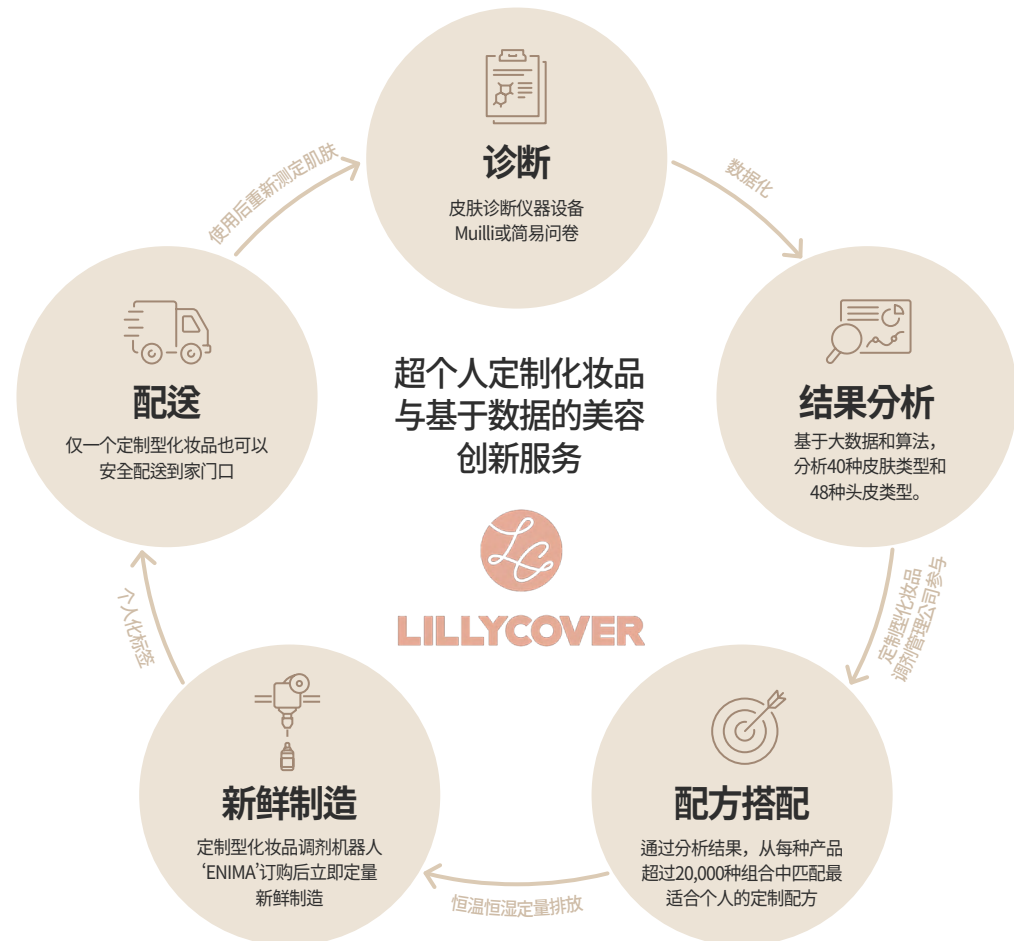 诊断
皮肤诊断仪器设备
Muilli或简易问卷
数据化
结果分析
基于大数据和算法，
分析40种皮肤类型和
48种头皮类型。
定制型化妆品
调剂管理公司参与
配方搭配
通过分析结果，从每种产品
超过20,000种组合中匹配最
适合个人的定制配方
恒温恒湿定量排放
新鲜制造
定制型化妆品调剂机器人
‘ENIMA’订购后立即定量
新鲜制造
个人化标签
配送
仅一个定制型化妆品也可以
安全配送到家门口
使用后重新测定肌肤
超个人定制化妆品
与基于数据的美容
创新服务
LC
LILLYCOVER